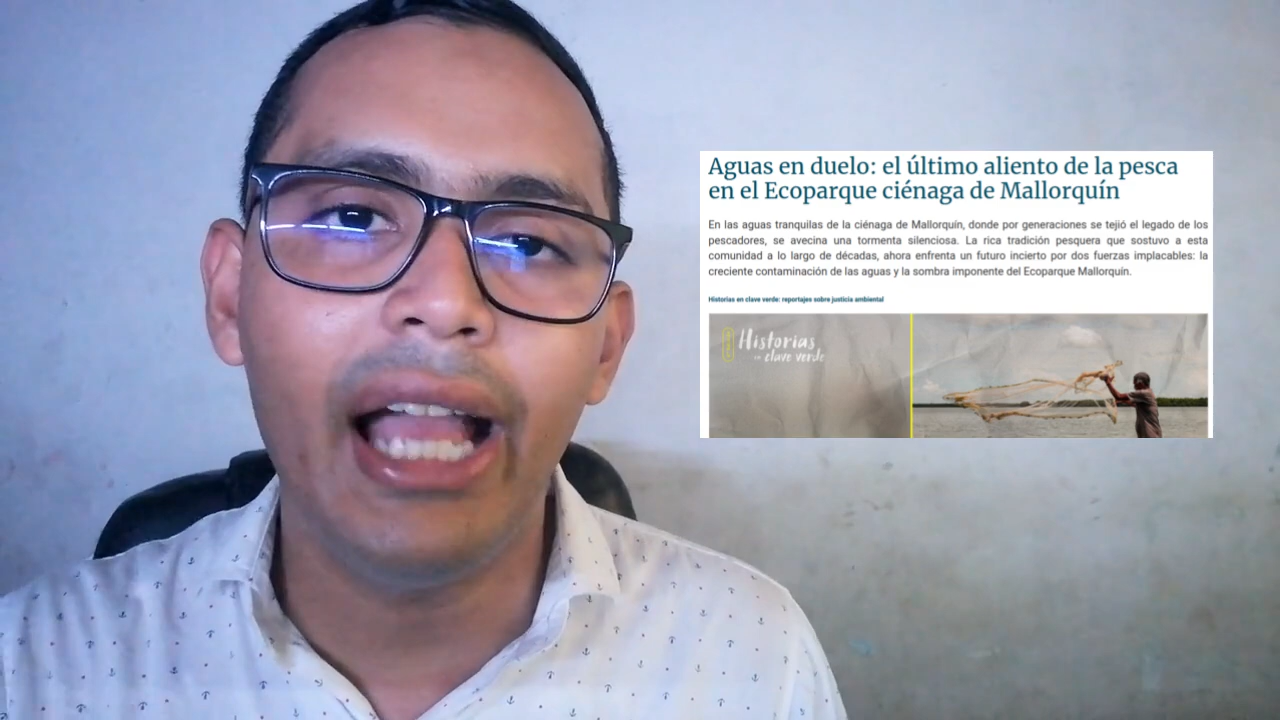 Aguas en duelo: el último aliento de la pesca
en el Ecoparque ciénaga de Mallorquín
En las aguas tranquilas de la ciénaga de Mallorquín, donde por generaciones se tejió el legado de los
pescadores, se avecina una tormenta silenciosa. La rica tradición pesquera que sostuvo a esta
comunidad a lo largo de décadas, ahora enfrenta un futuro incierto por dos fuerzas implacables: la
creciente contaminación de las aguas y la sombra imponente del Ecoparque Mallorquín.
Historias en clave verde: reportajes sobre justicia ambiental
Historias
en clave verde